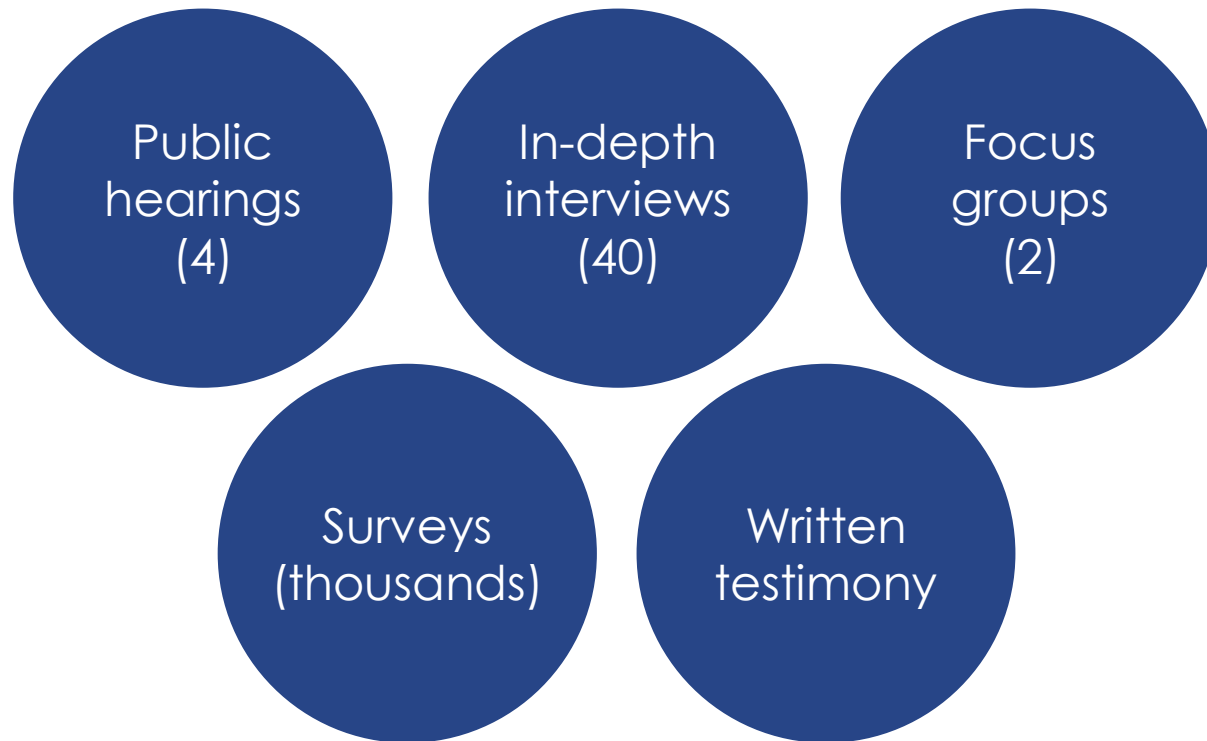 Public
hearings
(4)
In-depth
interviews
(40)
Focus
groups
(2)
Surveys
(thousands)
Written
testimony